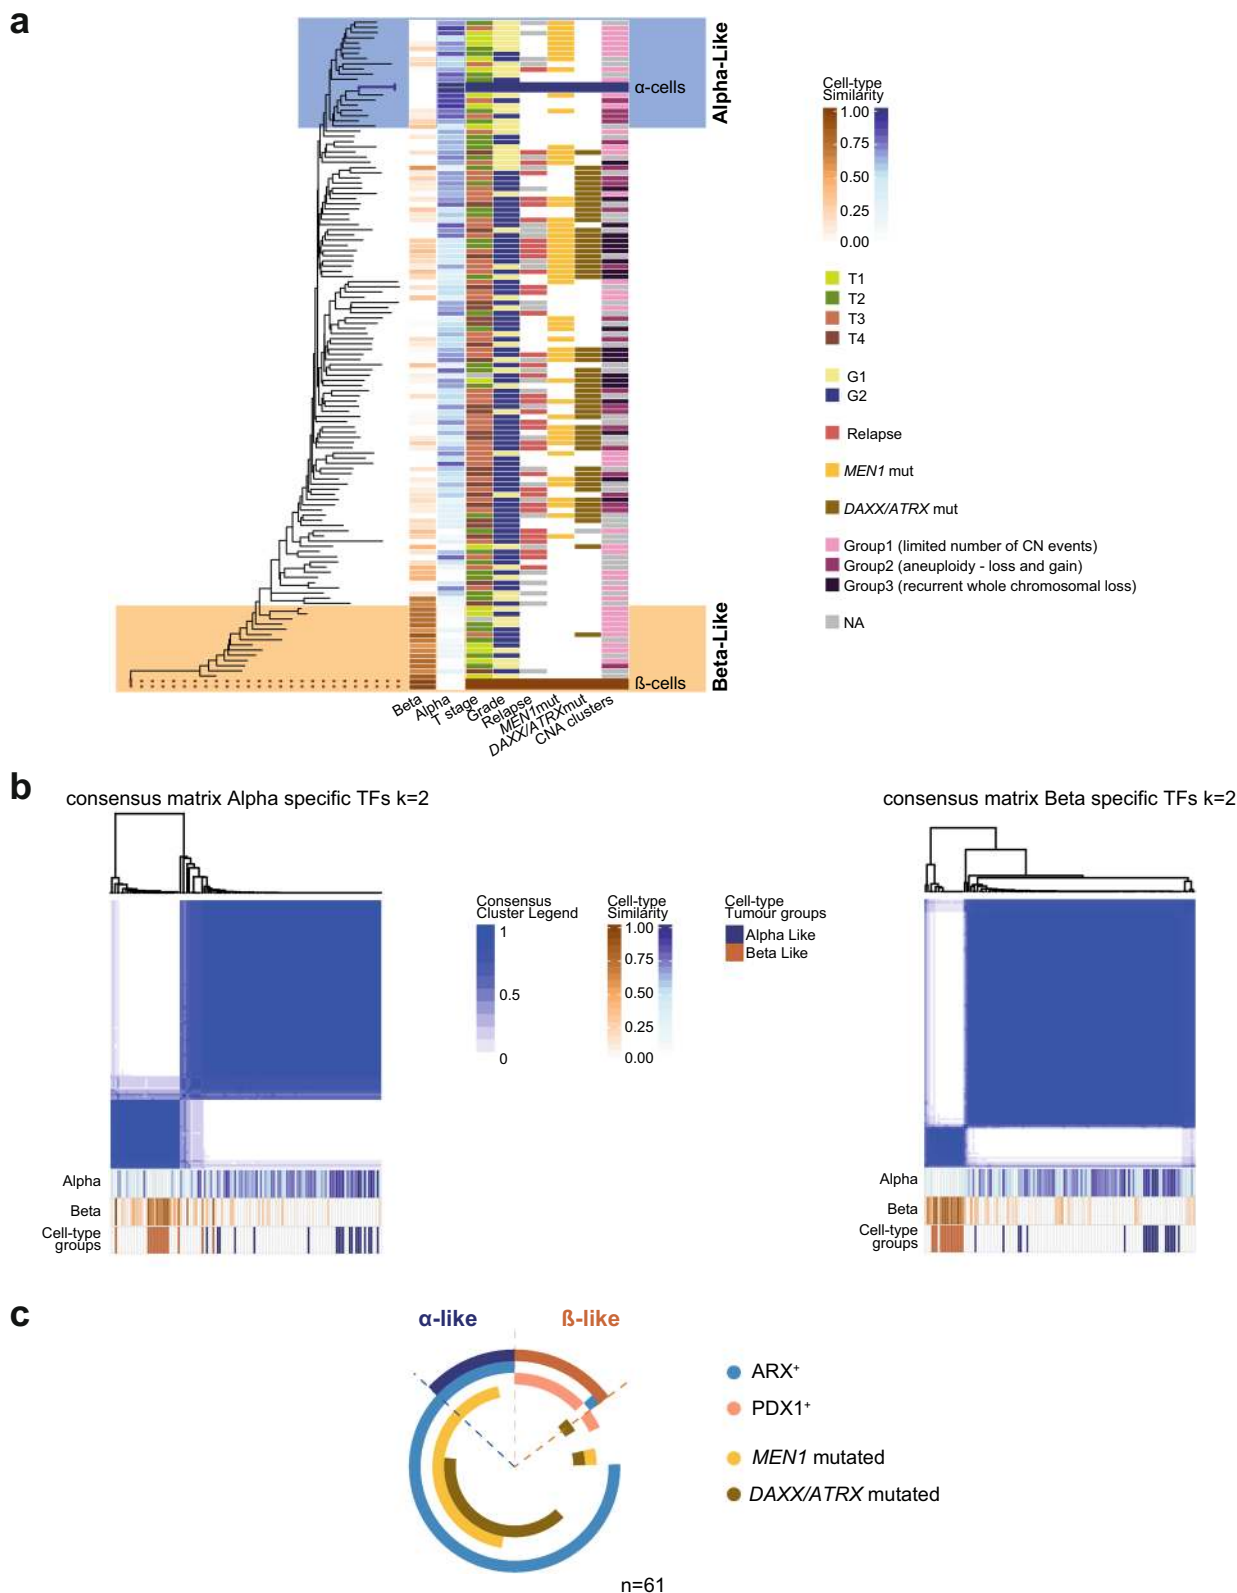 a
Alpha-Like
α-cells
Cell-type
Similarity
1.00
0.75
0.50
0.25
0.00
T1
T2
T3
T4
G1
G2
Relapse
MEN1 mut
DAXX/ATRX mut
Group1 (limited number of CN events)
Group2 (aneuploidy - loss and gain)
Group3 (recurrent whole chromosomal loss)
NA
Beta-Like
ß-cells
Beta
Alpha
T stage
Grade
Relapse
MEN1mut
DAXX/ATRXmut
CNA clusters
b
consensus matrix Alpha specific TFs k=2
consensus matrix Beta specific TFs k=2
Consensus
Cluster Legend
1
0.5
0
Cell-type
Similarity
1.00
0.75
0.50
0.25
0.00
Cell-type
Tumour groups
Alpha Like
Beta Like
Alpha
Beta
Cell-type
groups
Alpha
Beta
Cell-type
groups
c
α-like
ß-like
ARX+
PDX1+
MEN1 mutated
DAXX/ATRX mutated
n=61